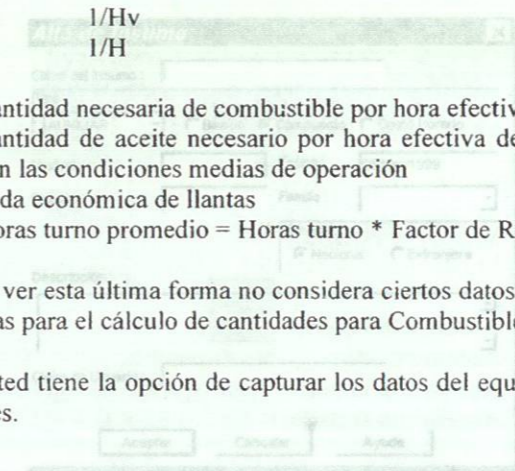 1/Hv
1/H
antidad necesaria de combustible por hora efectiv
antidad de aceite necesario por hora efectiva de
n las condiciones medias de operación
da económica de llantas
oras turno promedio = Horas turno * Factor de R
ver esta última forma no considera ciertos datos
as para el cálculo de cantidades para Combustible
ted tiene la opción de capturar los datos del equ
es.
Aceptar Cancelar Ayuda